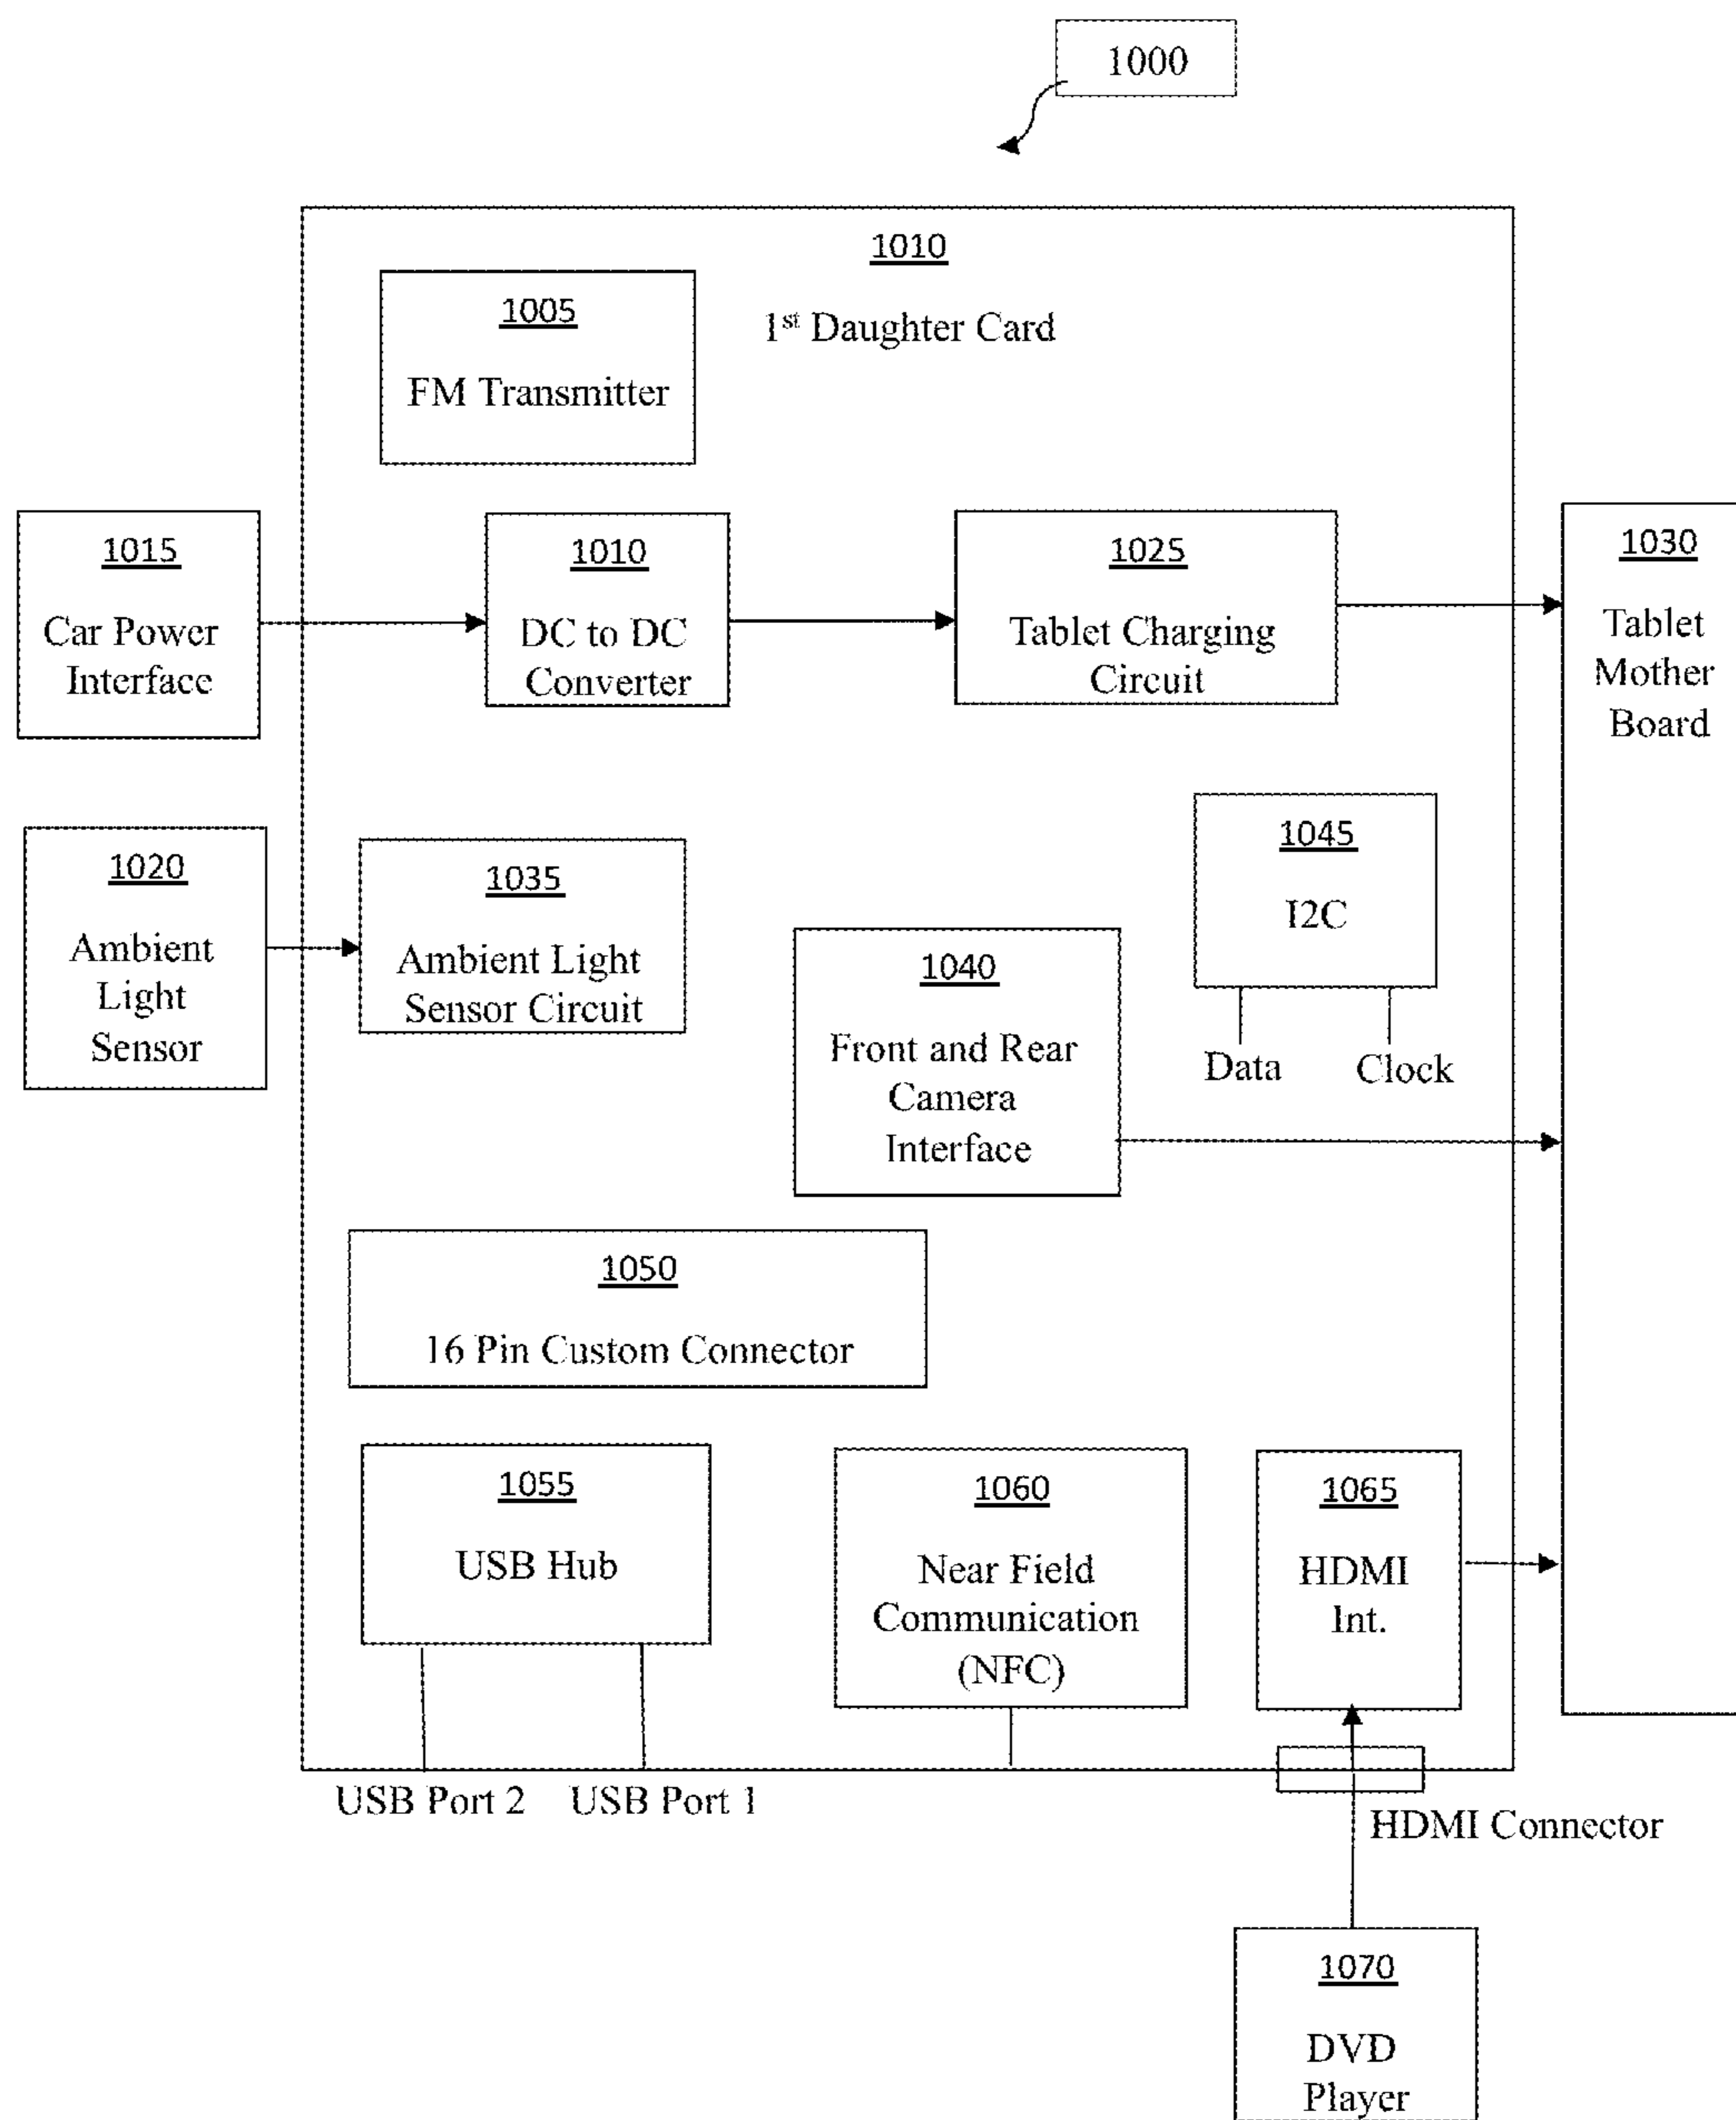 1000
1010
1st Daughter Card
1005
FM Transmitter
1015
Car Power
Interface
1010
DC to DC
Converter
1025
Tablet Charging
Circuit
1030
Tablet
Mother
Board
1020
Ambient
Light
Sensor
1035
Ambient Light
Sensor Circuit
1045
I2C
Data
Clock
1040
Front and Rear
Camera
Interface
1050
16 Pin Custom Connector
1055
USB Hub
1060
Near Field
Communication
(NFC)
1065
HDMI
Int.
USB Port 2
USB Port 1
HDMI Connector
1070
DVD
Player